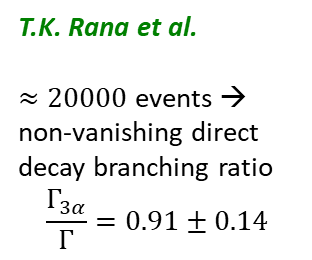 T.K. Rana et al.
≈ 20000 events →
non-vanishing direct
decay branching ratio
Γ₃α/Γ = 0.91 ± 0.14